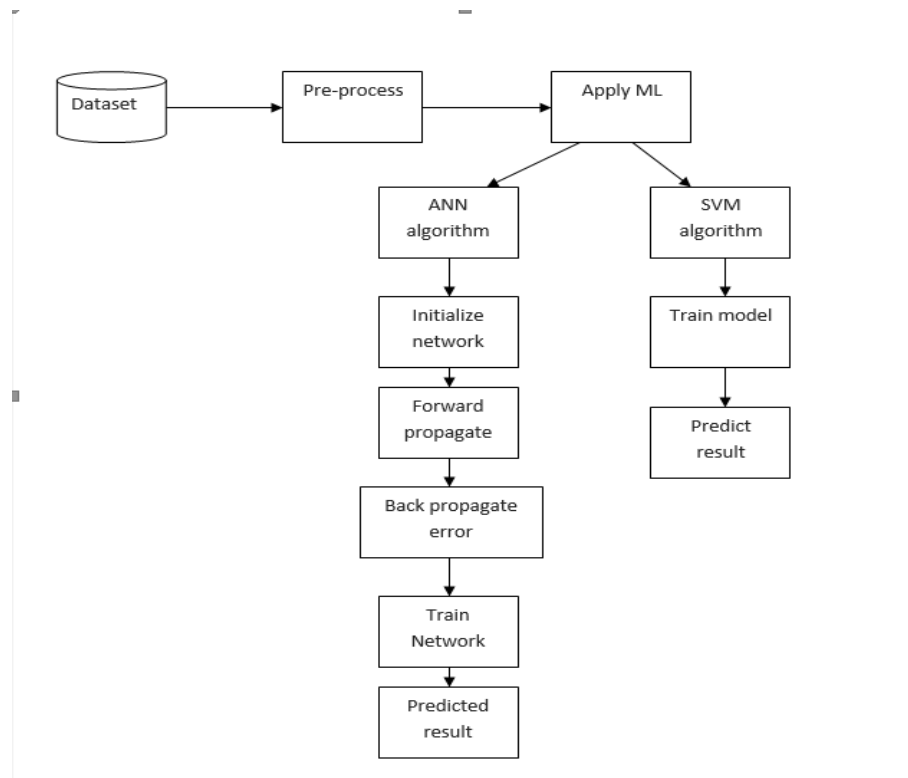 Dataset
Pre-process
Apply ML
ANN
algorithm
SVM
algorithm
Initialize
network
Train model
Forward
propagate
Predict
result
Back propagate
error
Train
Network
Predicted
result